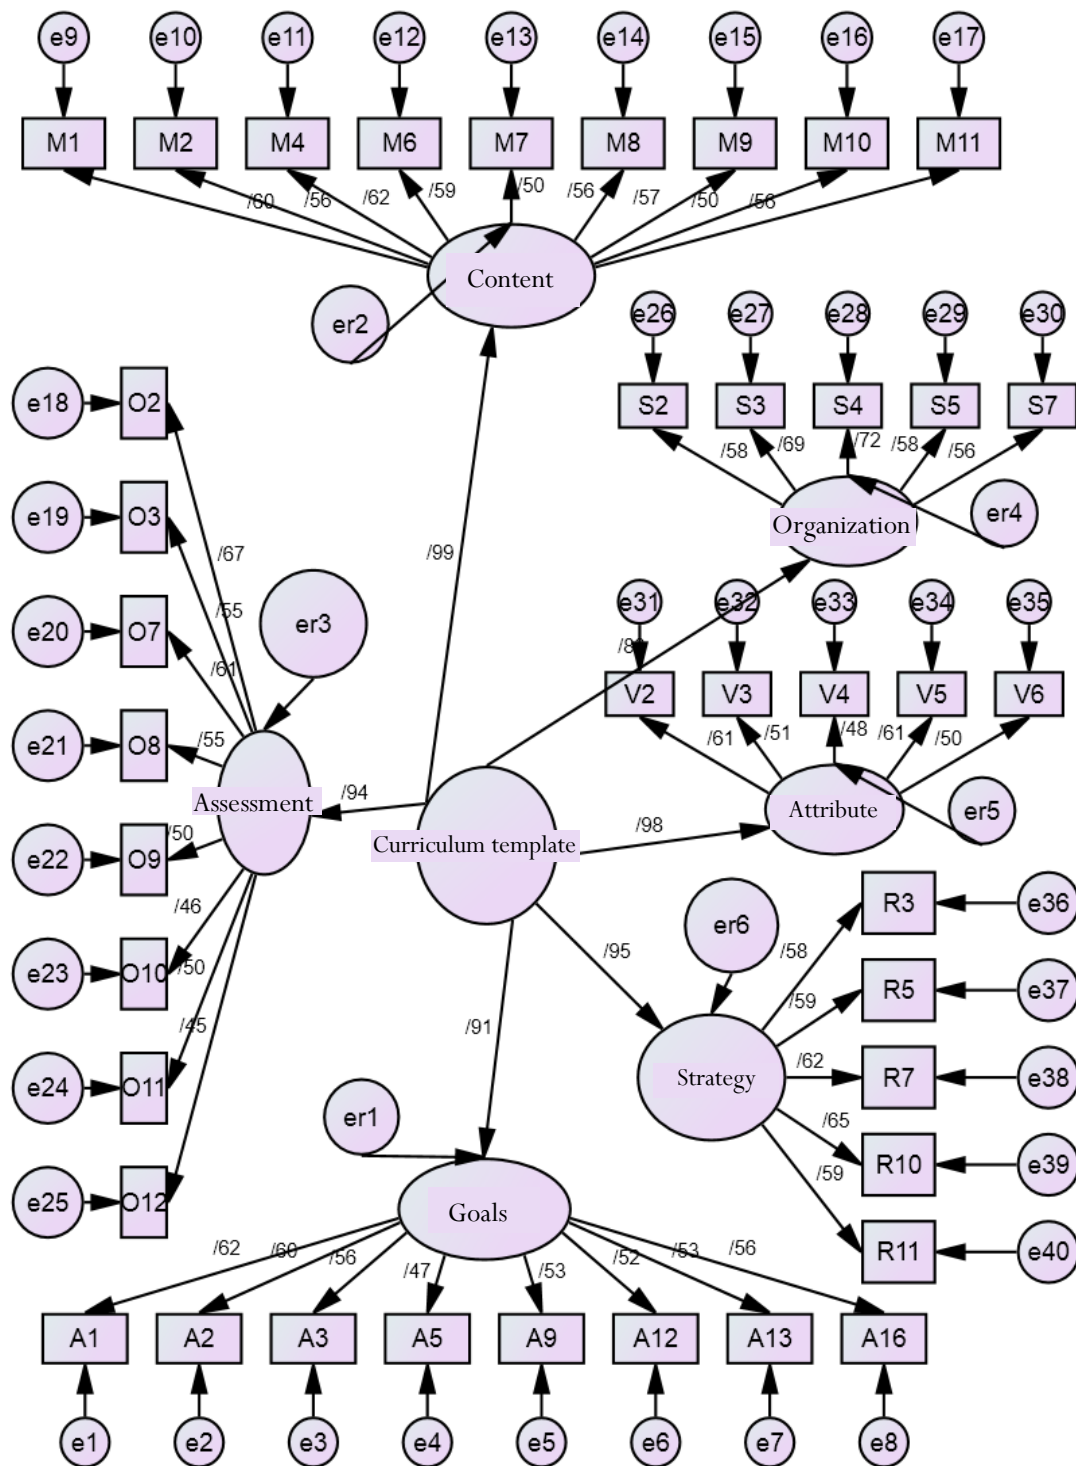 e9 e10 e11 e12 e13 e14 e15 e16 e17
M1 M2 M4 M6 M7 M8 M9 M10 M11
/60 /56 /62 /59 /50 /56 /57 /50 /56
Content
er2
e26 e27 e28 e29 e30
S2 S3 S4 S5 S7
/58 /69 /72 /58 /56
Organization
er4
e18 O2
e19 O3
e20 O7
e21 O8
e22 O9
e23 O10
e24 O11
e25 O12
/67
/55
/61
/55
/50
/46
/50
/45
er3
Assessment
/99
/94
e31 e32 e33 e34 e35
V2 V3 V4 V5 V6
/61 /51 /48 /61 /50
Attribute
er5
Curriculum template
/98
/95
/91
er6
Strategy
/58
/59
/62
/65
/59
R3 e36
R5 e37
R7 e38
R10 e39
R11 e40
er1
Goals
/62 /60 /56 /47 /53 /52 /53 /56
A1 A2 A3 A5 A9 A12 A13 A16
e1 e2 e3 e4 e5 e6 e7 e8